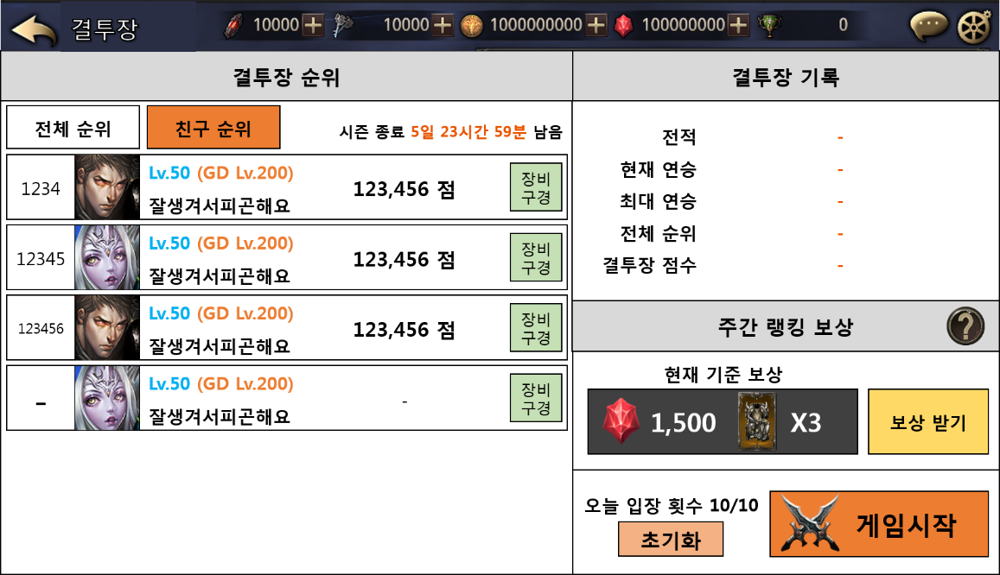 결투장
10000
10000
1000000000
100000000
0
결투장 순위
전체 순위
친구 순위
시즌 종료 5일 23시간 59분 남음
1234
Lv.50 (GD Lv.200)
잘생겨서피곤해요
123,456 점
장비
구경
12345
Lv.50 (GD Lv.200)
잘생겨서피곤해요
123,456 점
장비
구경
123456
Lv.50 (GD Lv.200)
잘생겨서피곤해요
123,456 점
장비
구경
-
Lv.50 (GD Lv.200)
잘생겨서피곤해요
-
장비
구경
결투장 기록
전적 -
현재 연승 -
최대 연승 -
전체 순위 -
결투장 점수 -
주간 랭킹 보상
?
현재 기준 보상
1,500
X3
보상 받기
오늘 입장 횟수 10/10
초기화
게임시작